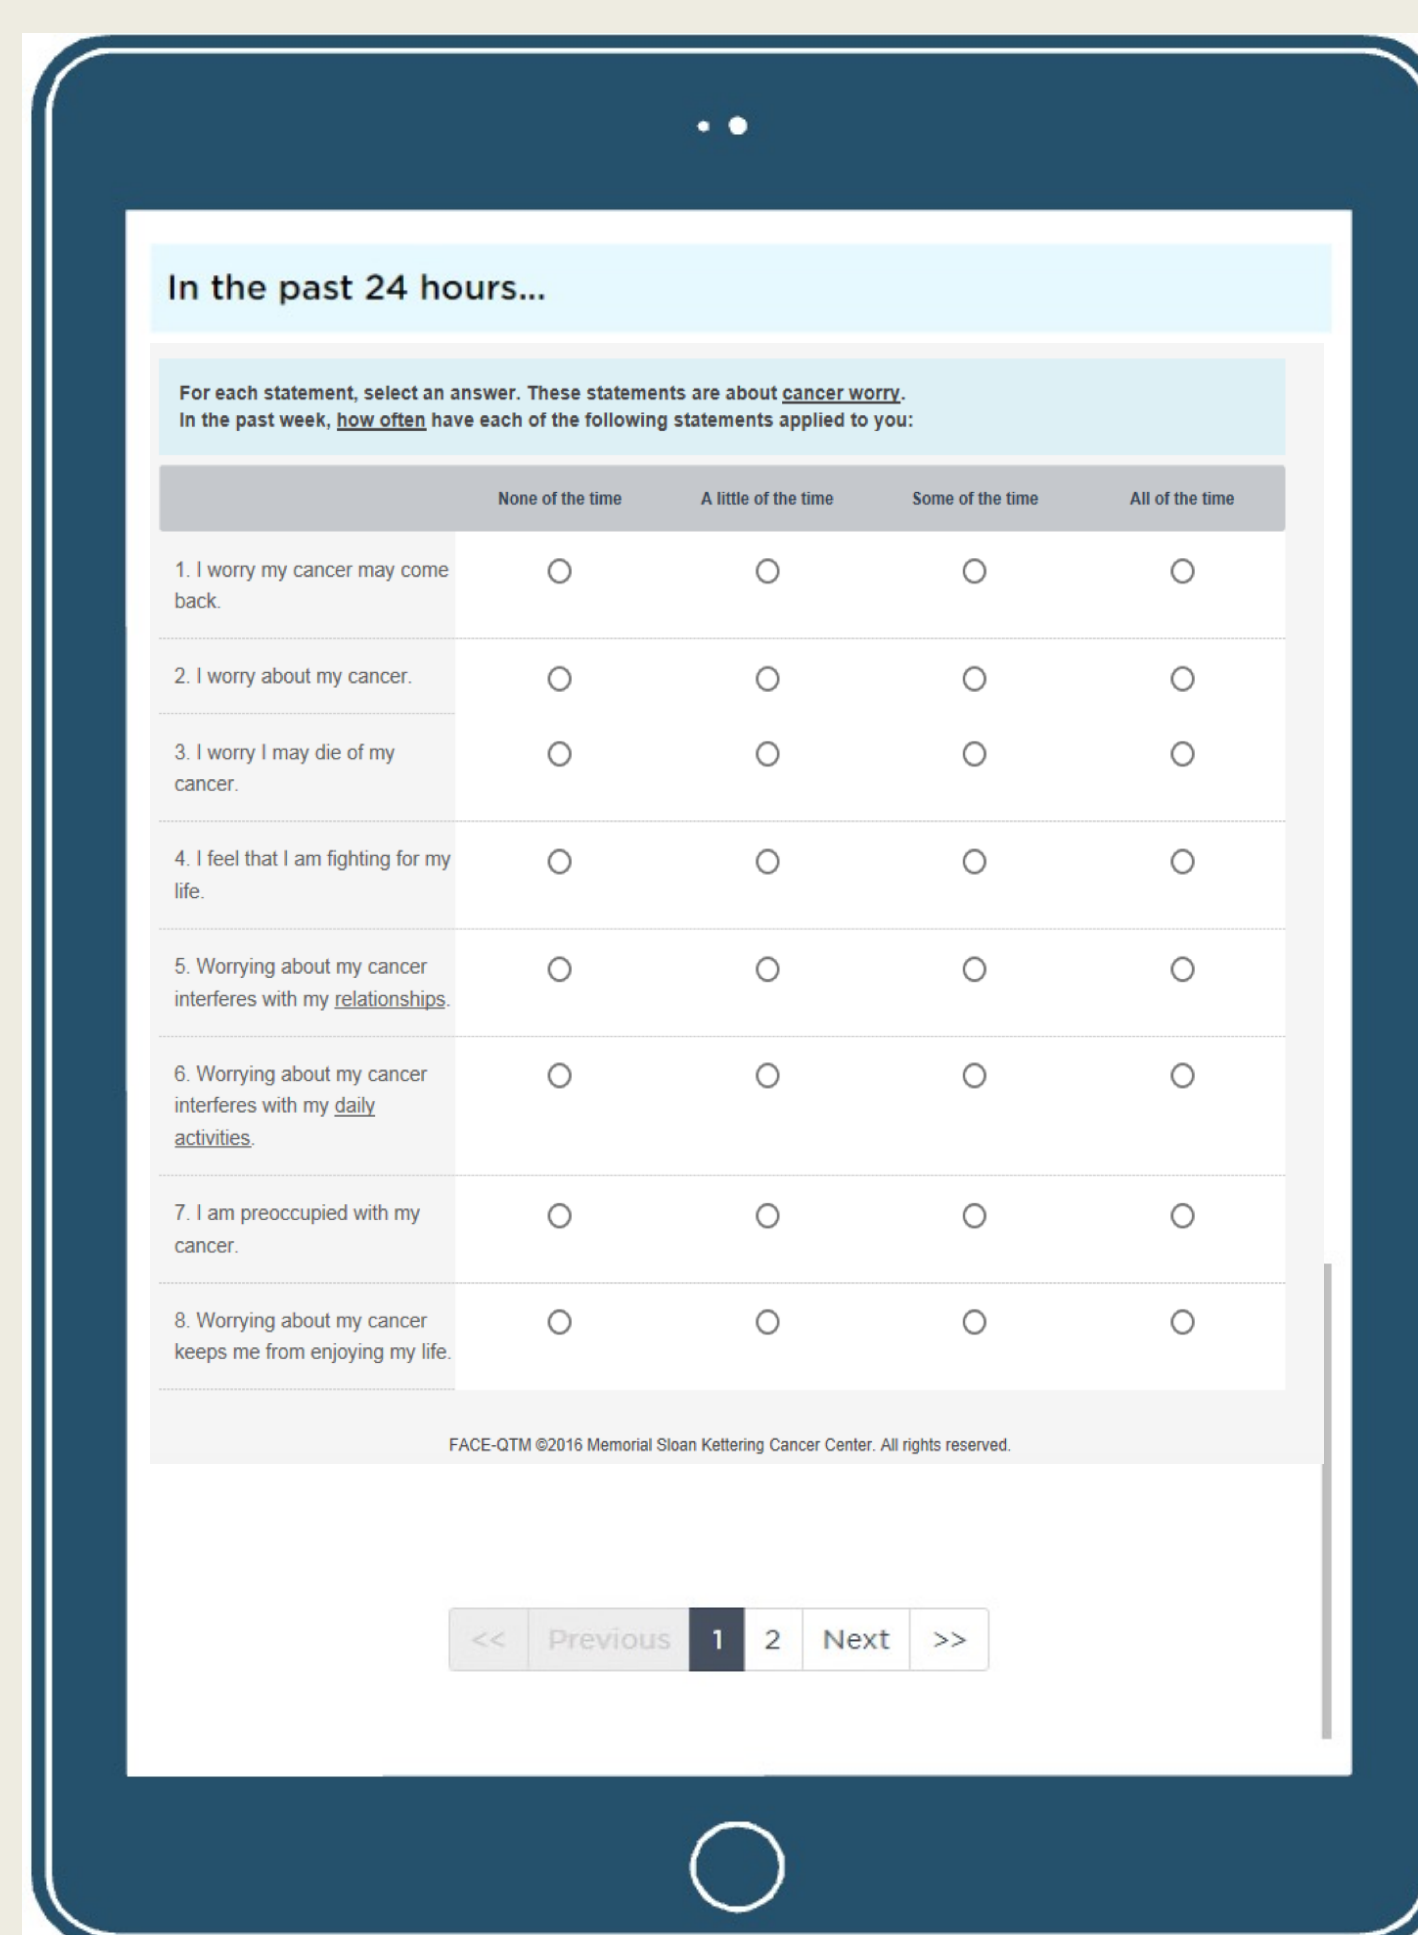 In the past 24 hours...
For each statement, select an answer. These statements are about cancer worry.
In the past week, how often have each of the following statements applied to you:
None of the time A little of the time Some of the time All of the time
1. I worry my cancer may come
back.
2. I worry about my cancer.
3. I worry I may die of my
cancer.
4. I feel that I am fighting for my
life.
5. Worrying about my cancer
interferes with my relationships.
6. Worrying about my cancer
interferes with my daily
activities.
7. I am preoccupied with my
cancer.
8. Worrying about my cancer
keeps me from enjoying my life.
FACE-QTM ©2016 Memorial Sloan Kettering Cancer Center. All rights reserved.
<< Previous 1 2 Next >>